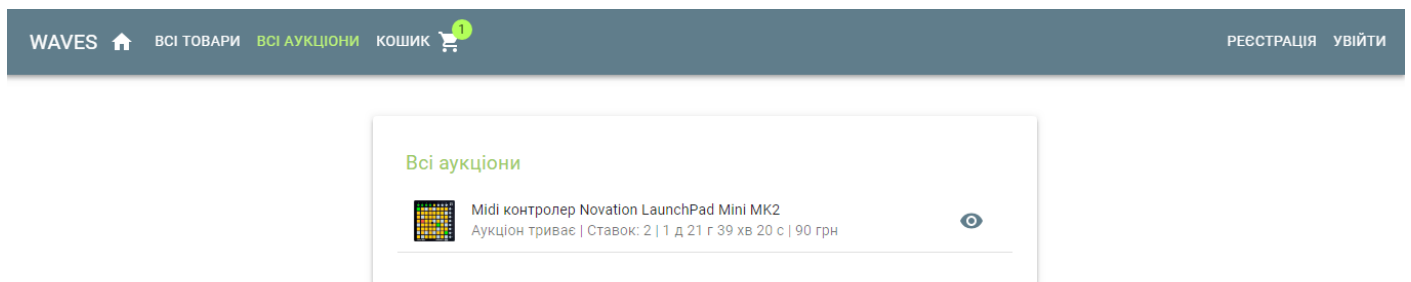 WAVES ВСІ ТОВАРИ ВСІ АУКЦІОНИ КОШИК 1 РЕЄСТРАЦІЯ УВІЙТИ
Всі аукціони
Midi контролер Novation LaunchPad Mini MK2
Аукціон триває | Ставок: 2 | 1 д 21 г 39 хв 20 с | 90 грн